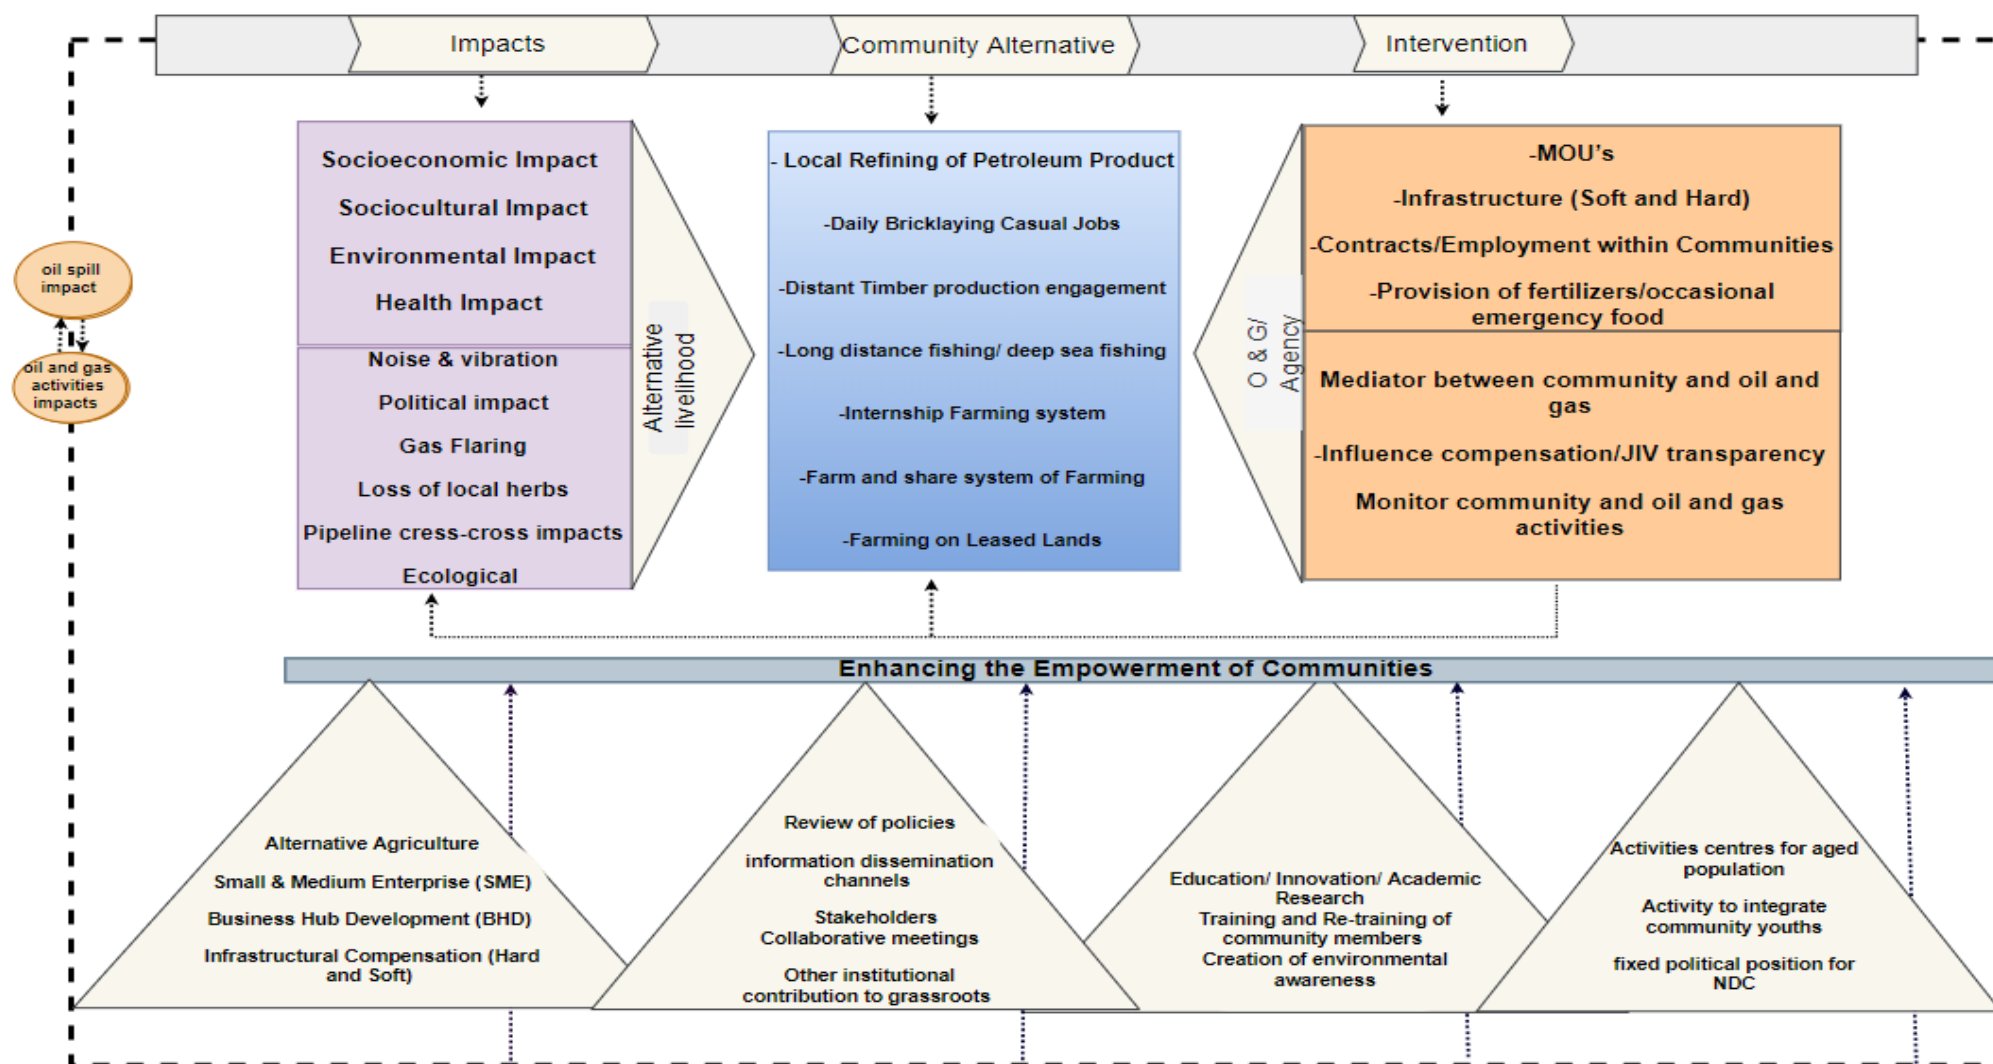 Impacts
Community Alternative
Intervention
oil spill
impact
oil and gas
activities
impacts
Socioeconomic Impact
Sociocultural Impact
Environmental Impact
Health Impact
Noise & vibration
Political impact
Gas Flaring
Loss of local herbs
Pipeline cress-cross impacts
Ecological
Alternative
livelihood
- Local Refining of Petroleum Product
-Daily Bricklaying Casual Jobs
-Distant Timber production engagement
-Long distance fishing/ deep sea fishing
-Internship Farming system
-Farm and share system of Farming
-Farming on Leased Lands
O & G/
Agency
-MOU's
-Infrastructure (Soft and Hard)
-Contracts/Employment within Communities
-Provision of fertilizers/occasional
emergency food
Mediator between community and oil and
gas
-Influence compensation/JIV transparency
Monitor community and oil and gas
activities
Enhancing the Empowerment of Communities
Alternative Agriculture
Small & Medium Enterprise (SME)
Business Hub Development (BHD)
Infrastructural Compensation (Hard
and Soft)
Review of policies
information dissemination
channels
Stakeholders
Collaborative meetings
Other institutional
contribution to grassroots
Education/ Innovation/ Academic
Research
Training and Re-training of
community members
Creation of environmental
awareness
Activities centres for aged
population
Activity to integrate
community youths
fixed political position for
NDC